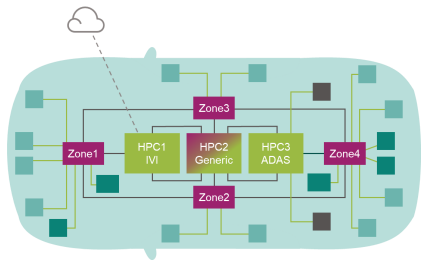 Zone3
Zone1
HPC1
IVI
HPC2
Generic
HPC3
ADAS
Zone4
Zone2